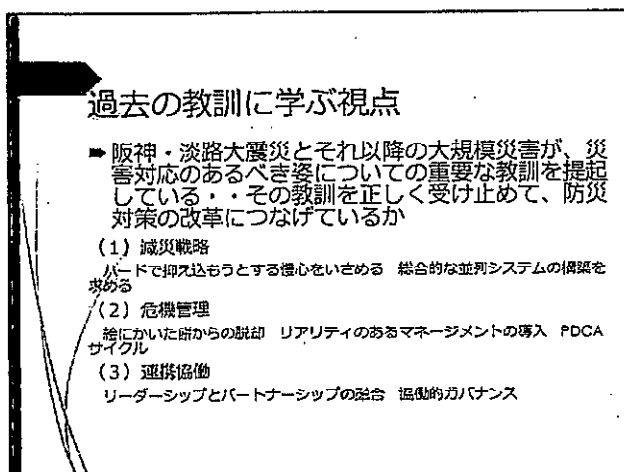 過去の教訓に学ぶ視点
阪神・淡路大震災とそれ以降の大規模災害が、災
害対応のあるべき姿についての重要な教訓を提起
している・・その教訓を正しく受け止めて、防災
対策の改革につなげているか
(1) 減災戦略
ハードで抑え込もうとする慢心をいさめる 総合的な並列システムの構築を
求める
(2) 危機管理
絵にかいた餅からの脱却 リアリティのあるマネージメントの導入 PDCA
サイクル
(3) 連携協働
リーダーシップとパートナーシップの融合 協働的ガバナンス